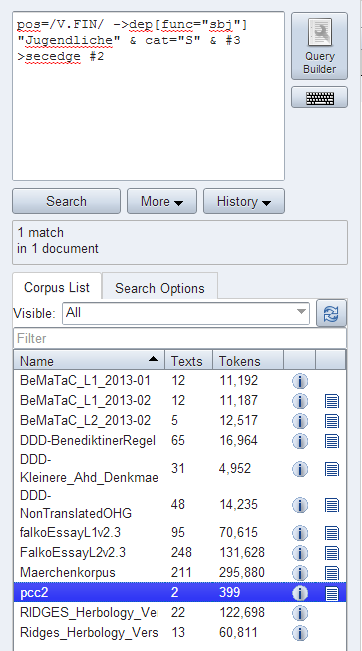 pos=/V.FIN/ ->dep[func="sbj"]
"Jugendliche" & cat="S" & #3
>secedge #2
Query
Builder
Search More History
1 match
in 1 document
Corpus List Search Options
Visible: All
Filter
Name Texts Tokens
BeMaTaC_L1_2013-01 12 11,192
BeMaTaC_L1_2013-02 12 11,187
BeMaTaC_L2_2013-02 5 12,517
DDD-BenediktinerRegel 65 16,964
DDD-
Kleinere_Ahd_Denkmae 31 4,952
DDD-
NonTranslatedOHG 48 14,235
falkoEssayL1v2.3 95 70,615
FalkoEssayL2v2.3 248 131,628
Maerchenkorpus 211 295,880
pcc2 2 399
RIDGES_Herbology_Ve 22 122,698
Ridges_Herbology_Vers 13 60,811